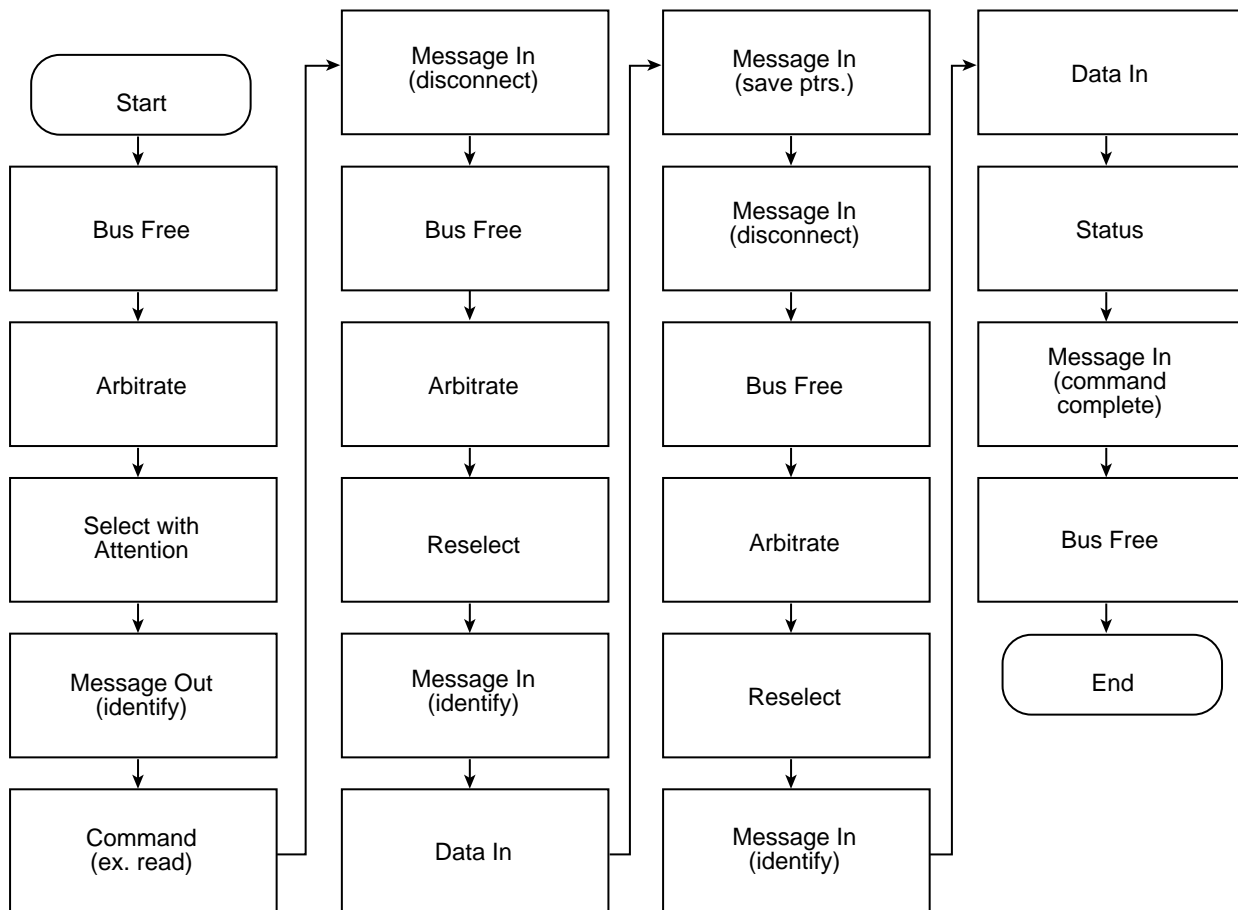 Start
Bus Free
Arbitrate
Select with
Attention
Message Out
(identify)
Command
(ex. read)
Message In
(disconnect)
Bus Free
Arbitrate
Reselect
Message In
(identify)
Data In
Message In
(save ptrs.)
Message In
(disconnect)
Bus Free
Arbitrate
Reselect
Message In
(identify)
Data In
Status
Message In
(command
complete)
Bus Free
End